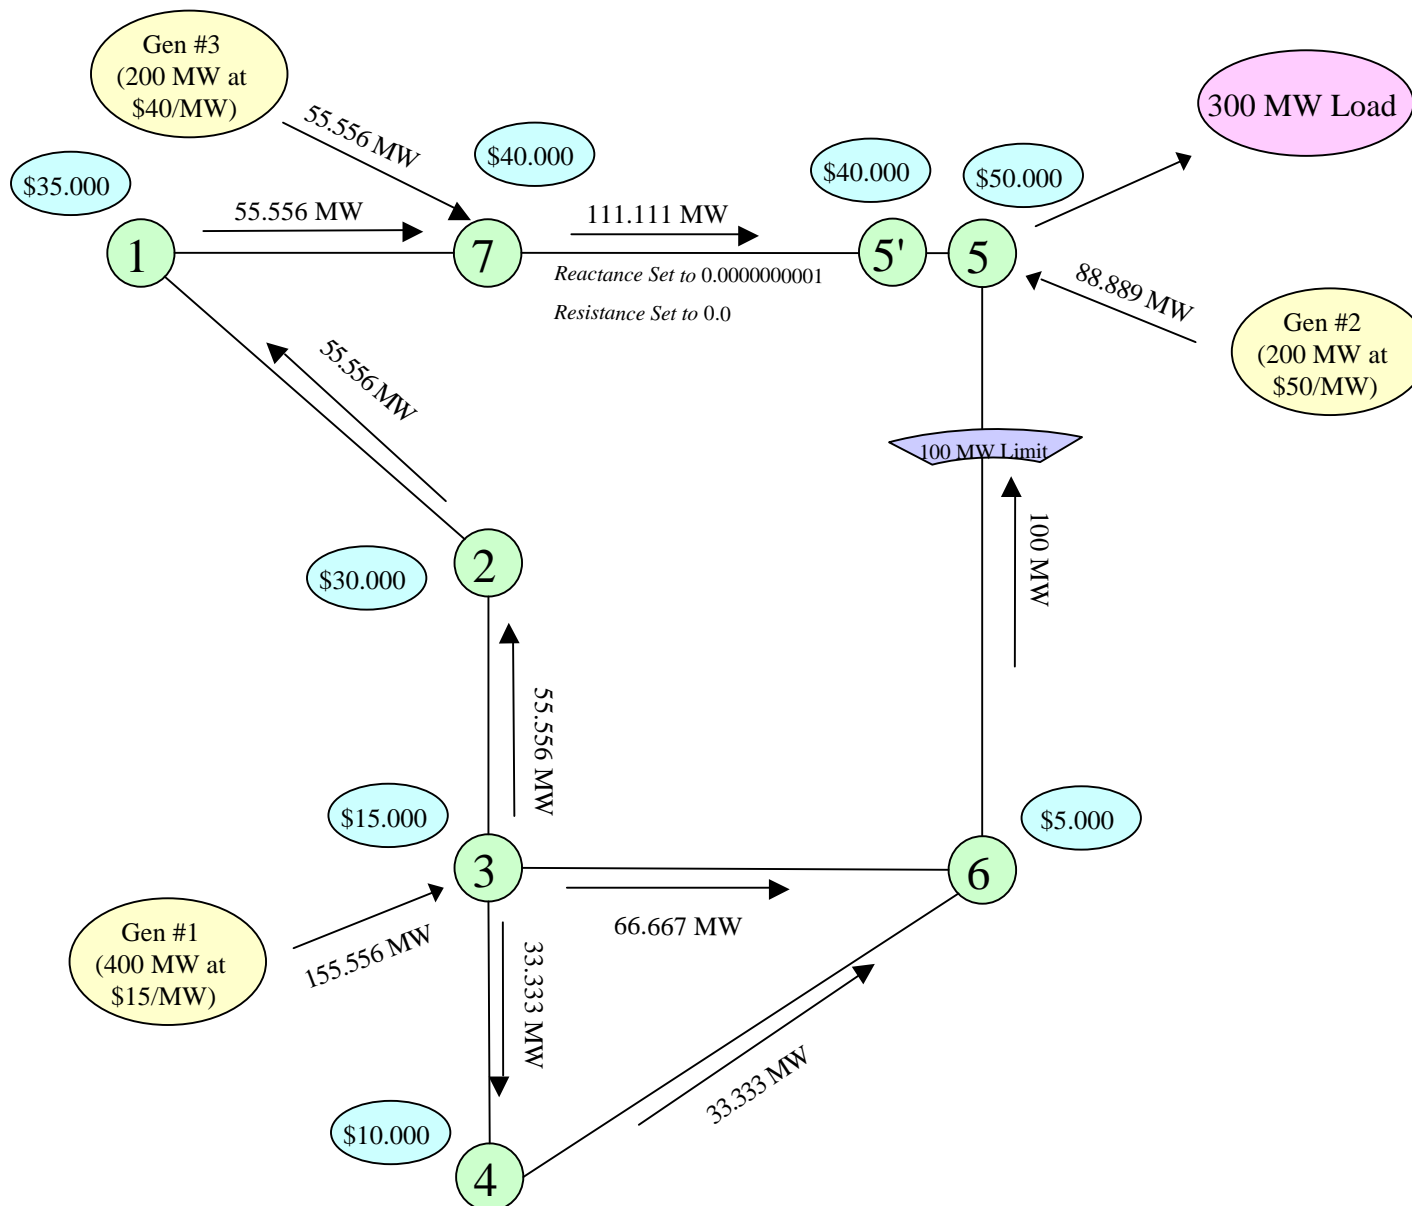 Gen #3
(200 MW at
$40/MW)
300 MW Load
55.556 MW
$40.000
$40.000
$50.000
$35.000
55.556 MW
111.111 MW
1
7
5'
5
Reactance Set to 0.0000000001
Resistance Set to 0.0
88.889 MW
Gen #2
(200 MW at
$50/MW)
55.556 MW
100 MW Limit
100 MW
2
$30.000
55.556 MW
$15.000
$5.000
3
6
66.667 MW
Gen #1
(400 MW at
$15/MW)
155.556 MW
33.333 MW
33.333 MW
$10.000
4